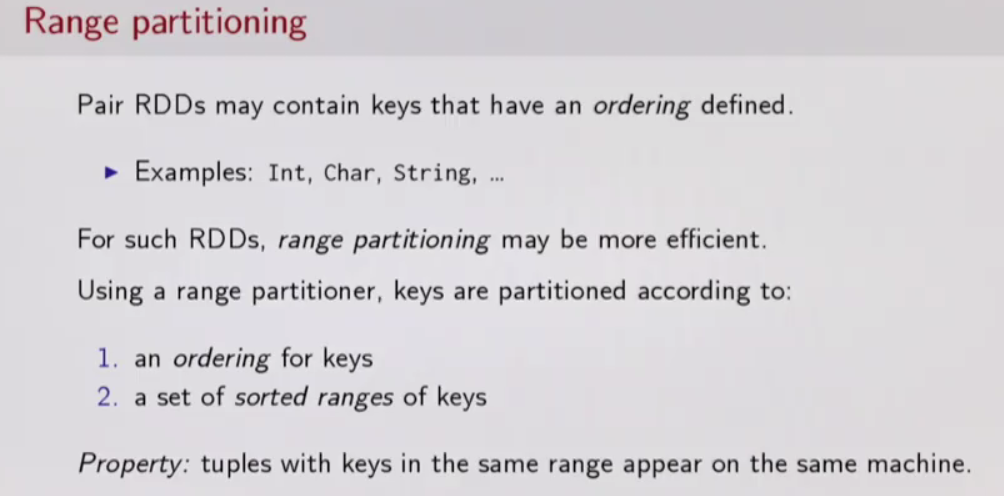 Range partitioning
Pair RDDs may contain keys that have an ordering defined.
▶ Examples: Int, Char, String, …
For such RDDs, range partitioning may be more efficient.
Using a range partitioner, keys are partitioned according to:
1. an ordering for keys
2. a set of sorted ranges of keys
Property: tuples with keys in the same range appear on the same machine.